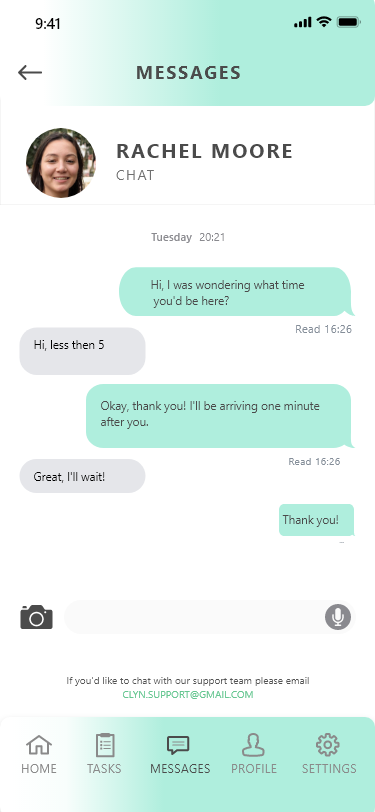 9:41
MESSAGES
RACHEL MOORE
CHAT
Tuesday 20:21
Hi, I was wondering what time
you'd be here?
Read 16:26
Hi, less then 5
Okay, thank you! I'll be arriving one minute
after you.
Read 16:26
Great, I'll wait!
Thank you!
If you'd like to chat with our support team please email
CLYN.SUPPORT@GMAIL.COM
HOME TASKS MESSAGES PROFILE SETTINGS